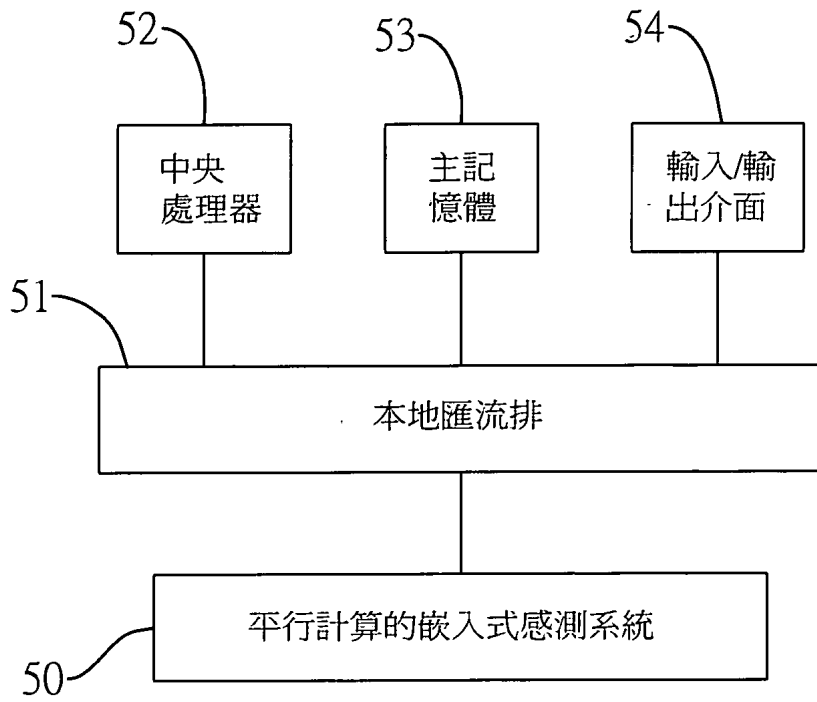 52
53
54
中央
處理器
主記
憶體
輸入/輸
出介面
51
本地匯流排
平行計算的嵌入式感測系統
50